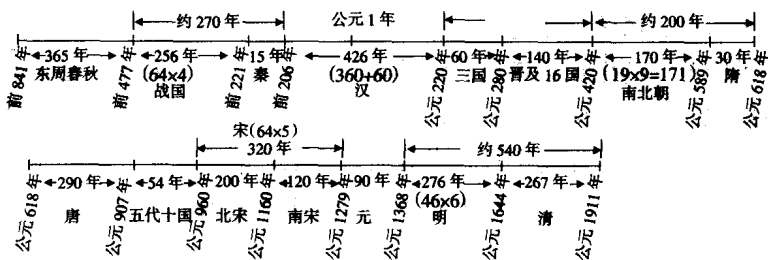 约 270 年 公元 1 年 约 200 年
365 年 256 年 15 年 426 年 60 年 140 年 170 年 30 年
东周春秋 (64×4) 秦 (360+60) 三国 晋及 16 国 (19×9=171) 隋
战国 汉 南北朝
前 841 年 前 477 年 前 221 年 前 206 年 公元 220 年 公元 280 年 公元 420 年 公元 589 年 公元 618 年
宋(64×5)
320 年 约 540 年
290 年 54 年 200 年 120 年 90 年 276 年 267 年
唐 五代十国 北宋 南宋 元 (46×6) 清
明
公元 618 年 公元 907 年 公元 960 年 公元 1160 年 公元 1279 年 公元 1368 年 公元 1644 年 公元 1911 年